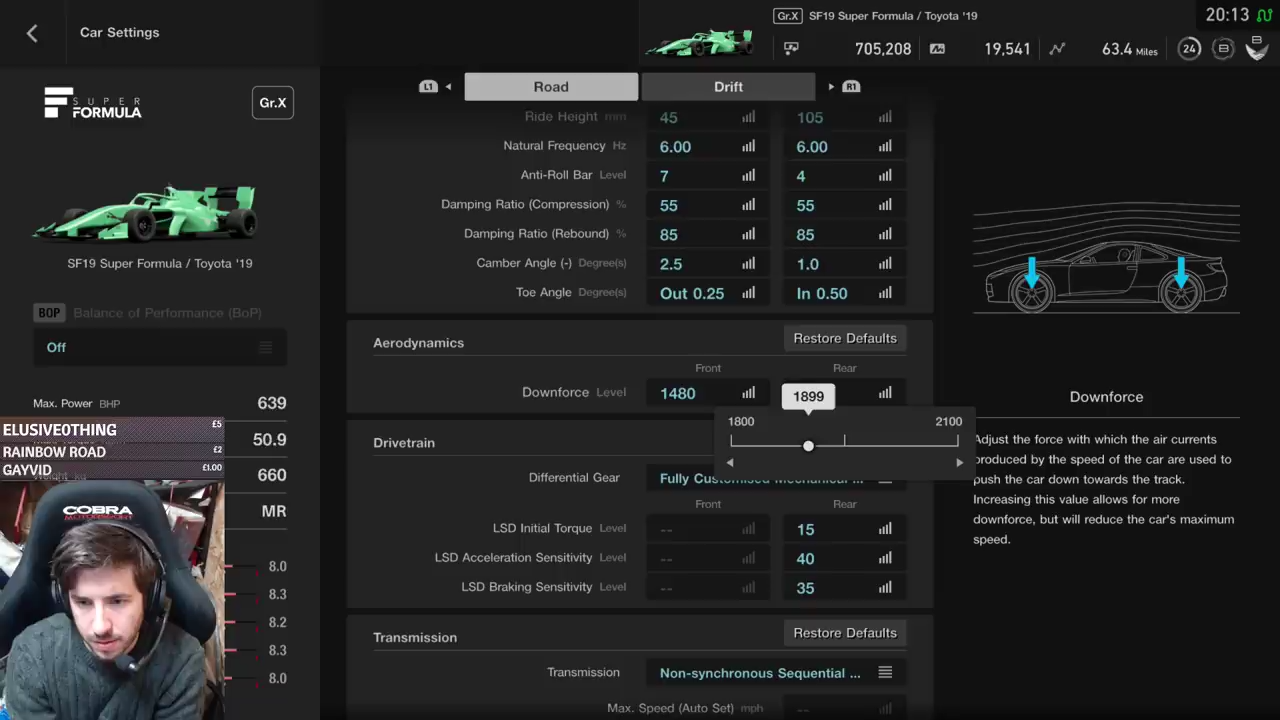 Car Settings
Gr.X SF19 Super Formula / Toyota '19
20:13
705,208
19,541
63.4 Miles
24
B
B
L1 Road Drift R1
SUPER FORMULA
Gr.X
SF19 Super Formula / Toyota '19
BOP Balance of Performance (BoP)
Off
Max. Power BHP 639
50.9
660
MR
8.0
8.3
8.2
8.3
8.0
ELUSIVE0THING £5
RAINBOW ROAD £2
GAYVID £1.00
COBRA
MOTORSPORT
Ride Height mm 45 105
Natural Frequency Hz 6.00 6.00
Anti-Roll Bar Level 7 4
Damping Ratio (Compression) % 55 55
Damping Ratio (Rebound) % 85 85
Camber Angle (-) Degree(s) 2.5 1.0
Toe Angle Degree(s) Out 0.25 In 0.50
Aerodynamics Restore Defaults
Front Rear
Downforce Level 1480 1899
1800 2100
Drivetrain
Differential Gear Fully Customised Mechanical ...
Front Rear
LSD Initial Torque Level -- 15
LSD Acceleration Sensitivity Level -- 40
LSD Braking Sensitivity Level -- 35
Transmission Restore Defaults
Transmission Non-synchronous Sequential ...
Max. Speed (Auto Set) mph --
Downforce
Adjust the force with which the air currents
produced by the speed of the car are used to
push the car down towards the track.
Increasing this value allows for more
downforce, but will reduce the car's maximum
speed.